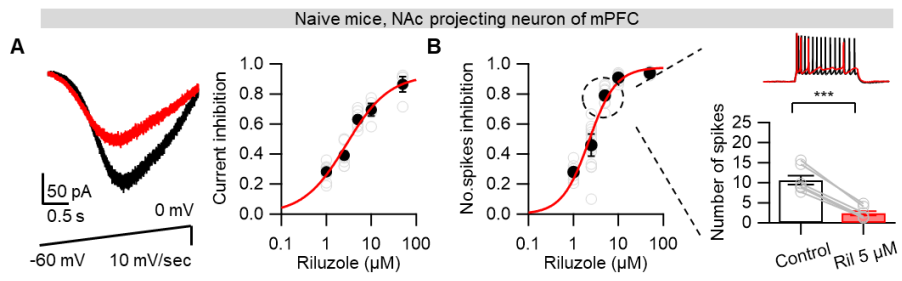 Naive mice, NAc projecting neuron of mPFC
A
50 pA
0.5 s
0 mV
-60 mV
10 mV/sec
Current inhibition
1.0
0.8
0.6
0.4
0.2
0.0
0.1 1 10 100
Riluzole (µM)
B
No.spikes inhibition
1.0
0.8
0.6
0.4
0.2
0.0
0.1 1 10 100
Riluzole (µM)
***
Number of spikes
25
20
15
10
5
0
Control
Ril 5 µM